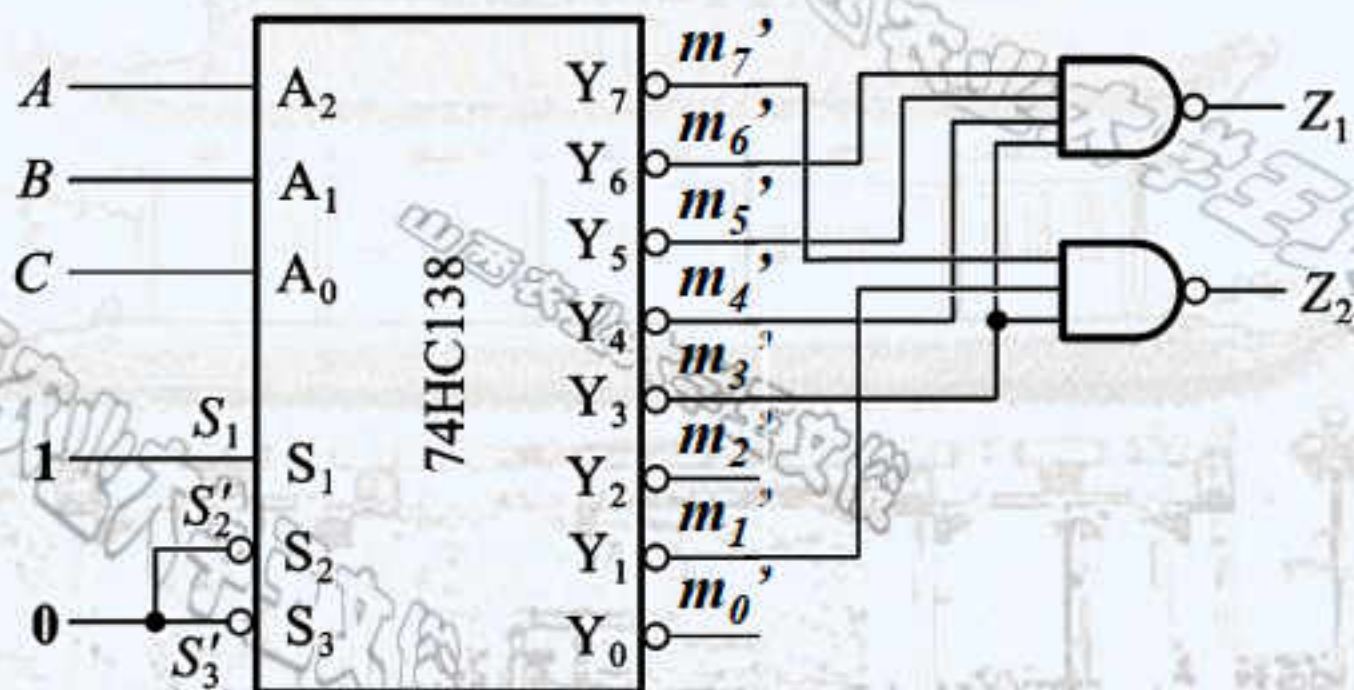 m₇’
A A₂ Y₇
m₆’
Z₁
B A₁ Y₆
m₅’
C A₀ Y₅
m₄’
Z₂
74HC138
Y₄
m₃’
Y₃
S₁
m₂’
1 S₁ Y₂
S₂′
m₁’
S₂ Y₁
m₀’
0 S₃ Y₀
S₃′